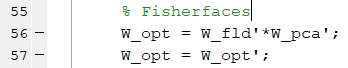 55 % Fisherfaces
56 – W_opt = W_fld'*W_pca';
57 – W_opt = W_opt';